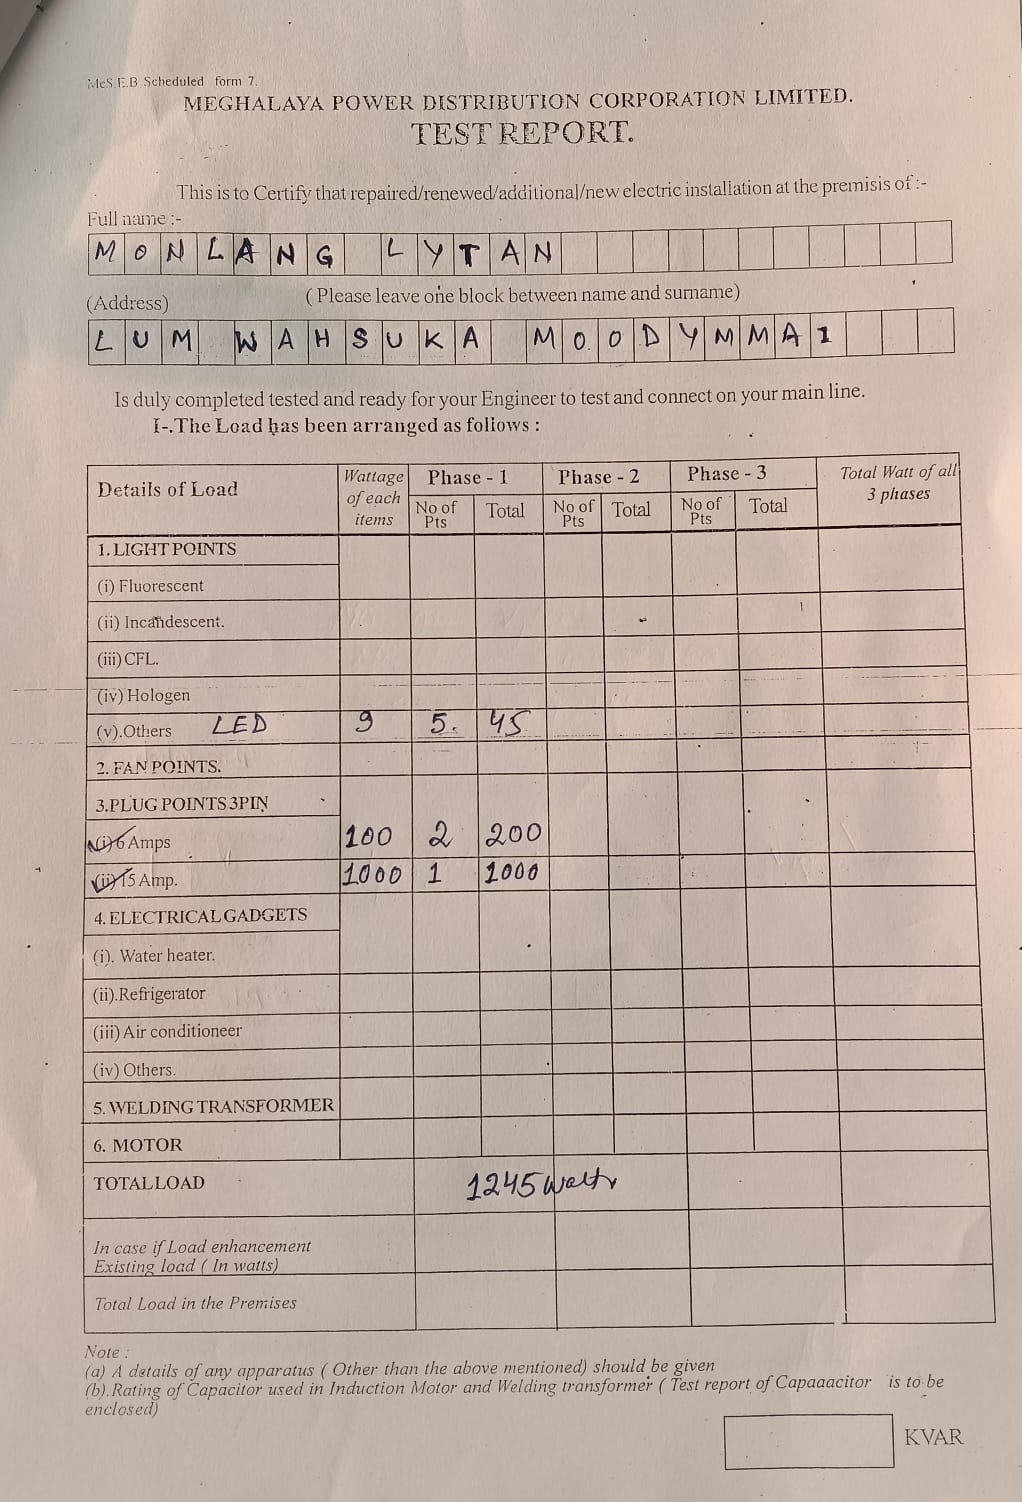 MeS.E.B Scheduled form 7.
MEGHALAYA POWER DISTRIBUTION CORPORATION LIMITED.
TEST REPORT.
This is to Certify that repaired/renewed/additional/new electric installation at the premisis of :-
Full name :-
MONLANG LYTAN
(Address) ( Please leave one block between name and surname)
LUM WAHSUKA MOODYMMAI
Is duly completed tested and ready for your Engineer to test and connect on your main line.
I-.The Load has been arranged as follows :
Details of Load Wattage of each items Phase - 1 Phase - 2 Phase - 3 Total Watt of all 3 phases
No of Pts Total No of Pts Total No of Pts Total
1. LIGHT POINTS
(i) Fluorescent
(ii) Incandescent.
(iii) CFL.
(iv) Hologen
(v).Others LED 9 5. 45
2. FAN POINTS.
3.PLUG POINTS 3PIN
(i) 6 Amps 100 2 200
(ii) 15 Amp. 1000 1 1000
4. ELECTRICAL GADGETS
(i). Water heater.
(ii).Refrigerator
(iii) Air conditioneer
(iv) Others.
5. WELDING TRANSFORMER
6. MOTOR
TOTAL LOAD 1245 Watts
In case if Load enhancement
Existing load ( In watts)
Total Load in the Premises
Note :
(a) A details of any apparatus ( Other than the above mentioned) should be given
(b).Rating of Capacitor used in Induction Motor and Welding transformer ( Test report of Capaaacitor is to be
enclosed)
KVAR